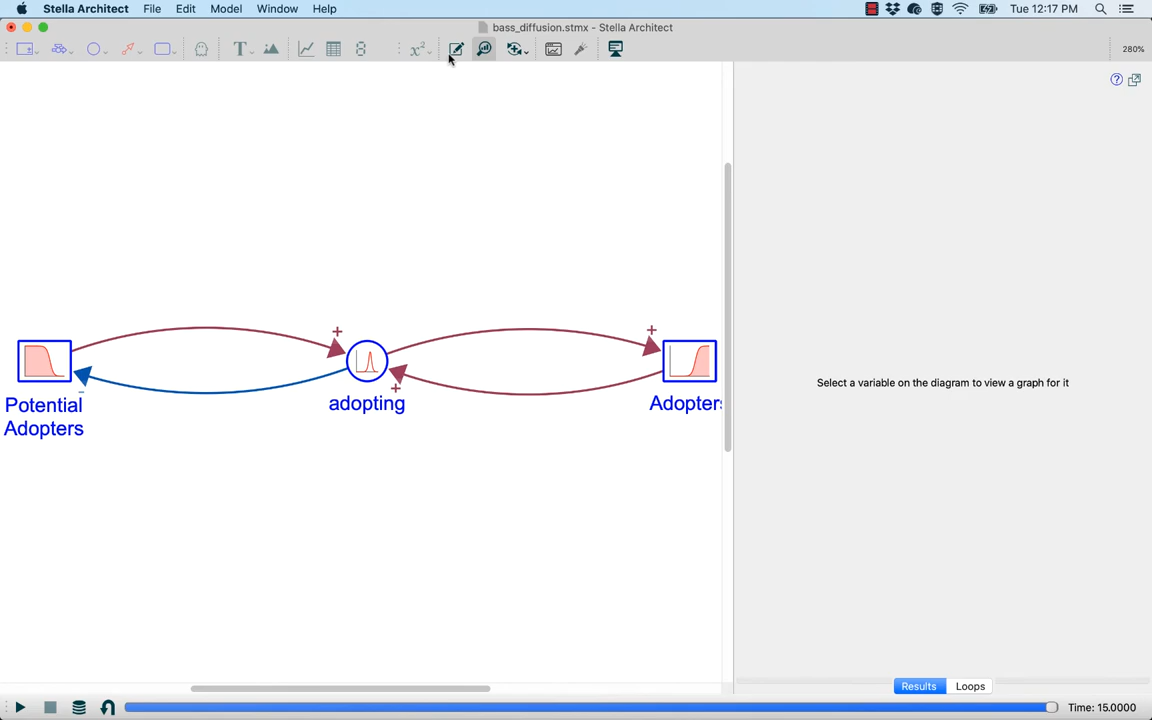 Stella Architect File Edit Model Window Help Tue 12:17 PM
bass_diffusion.stmx - Stella Architect
T x² 280%
?
+ +
Select a variable on the diagram to view a graph for it
- +
Potential
Adopters
adopting
Adopters
Results Loops
Time: 15.0000